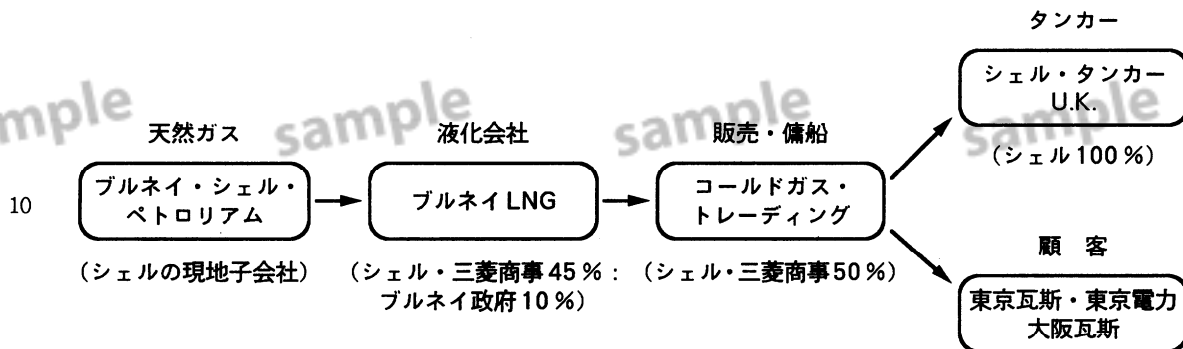 タンカー
シェル・タンカー
U.K.
(シェル100%)
天然ガス
ブルネイ・シェル・
ペトロリアム
(シェルの現地子会社)
液化会社
ブルネイLNG
(シェル・三菱商事45%:
ブルネイ政府10%)
販売・傭船
コールドガス・
トレーディング
(シェル・三菱商事50%)
顧 客
東京瓦斯・東京電力
大阪瓦斯
10
mple
sample
sample
sample